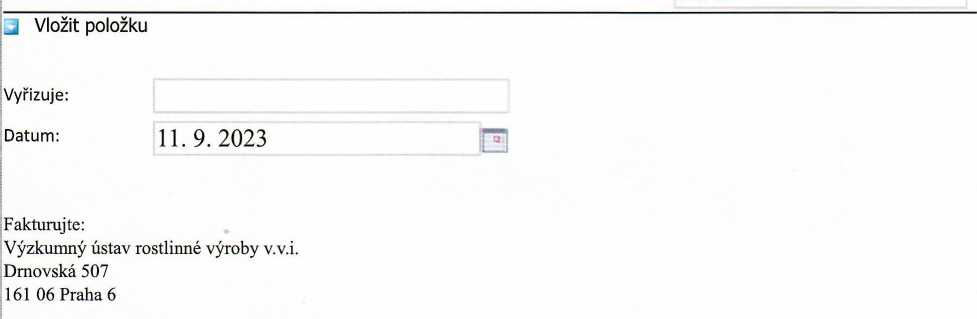 Vložit položku
Vyřizuje:
Datum: 11. 9. 2023
Fakturujte:
Výzkumný ústav rostlinné výroby v.v.i.
Drnovská 507
161 06 Praha 6